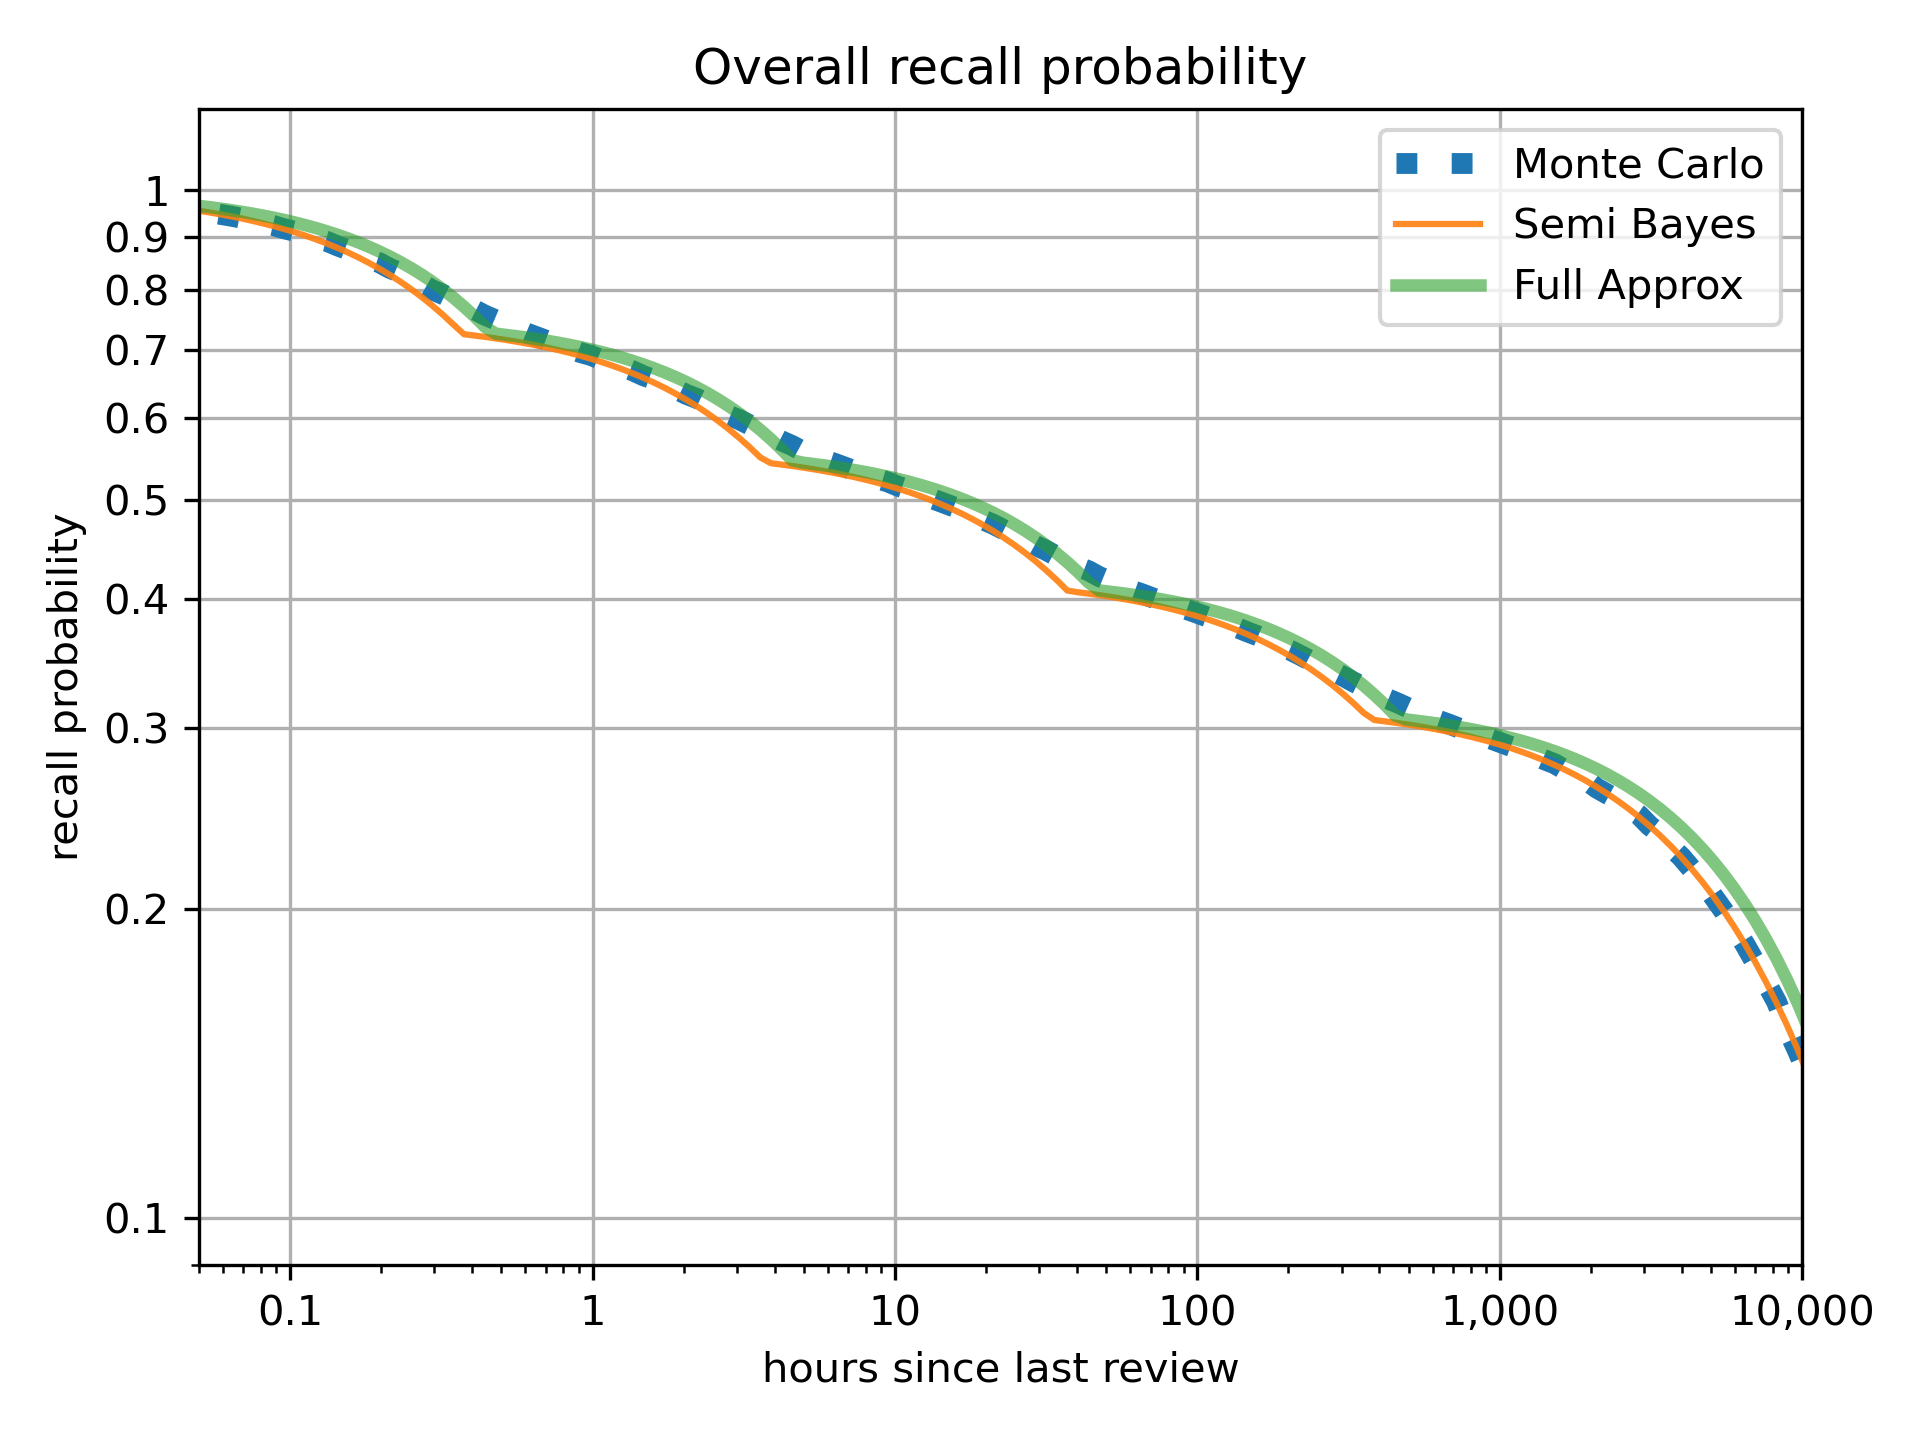 Overall recall probability
Monte Carlo
Semi Bayes
Full Approx
1
0.9
0.8
0.7
0.6
0.5
0.4
0.3
0.2
0.1
recall probability
0.1
1
10
100
1,000
10,000
hours since last review